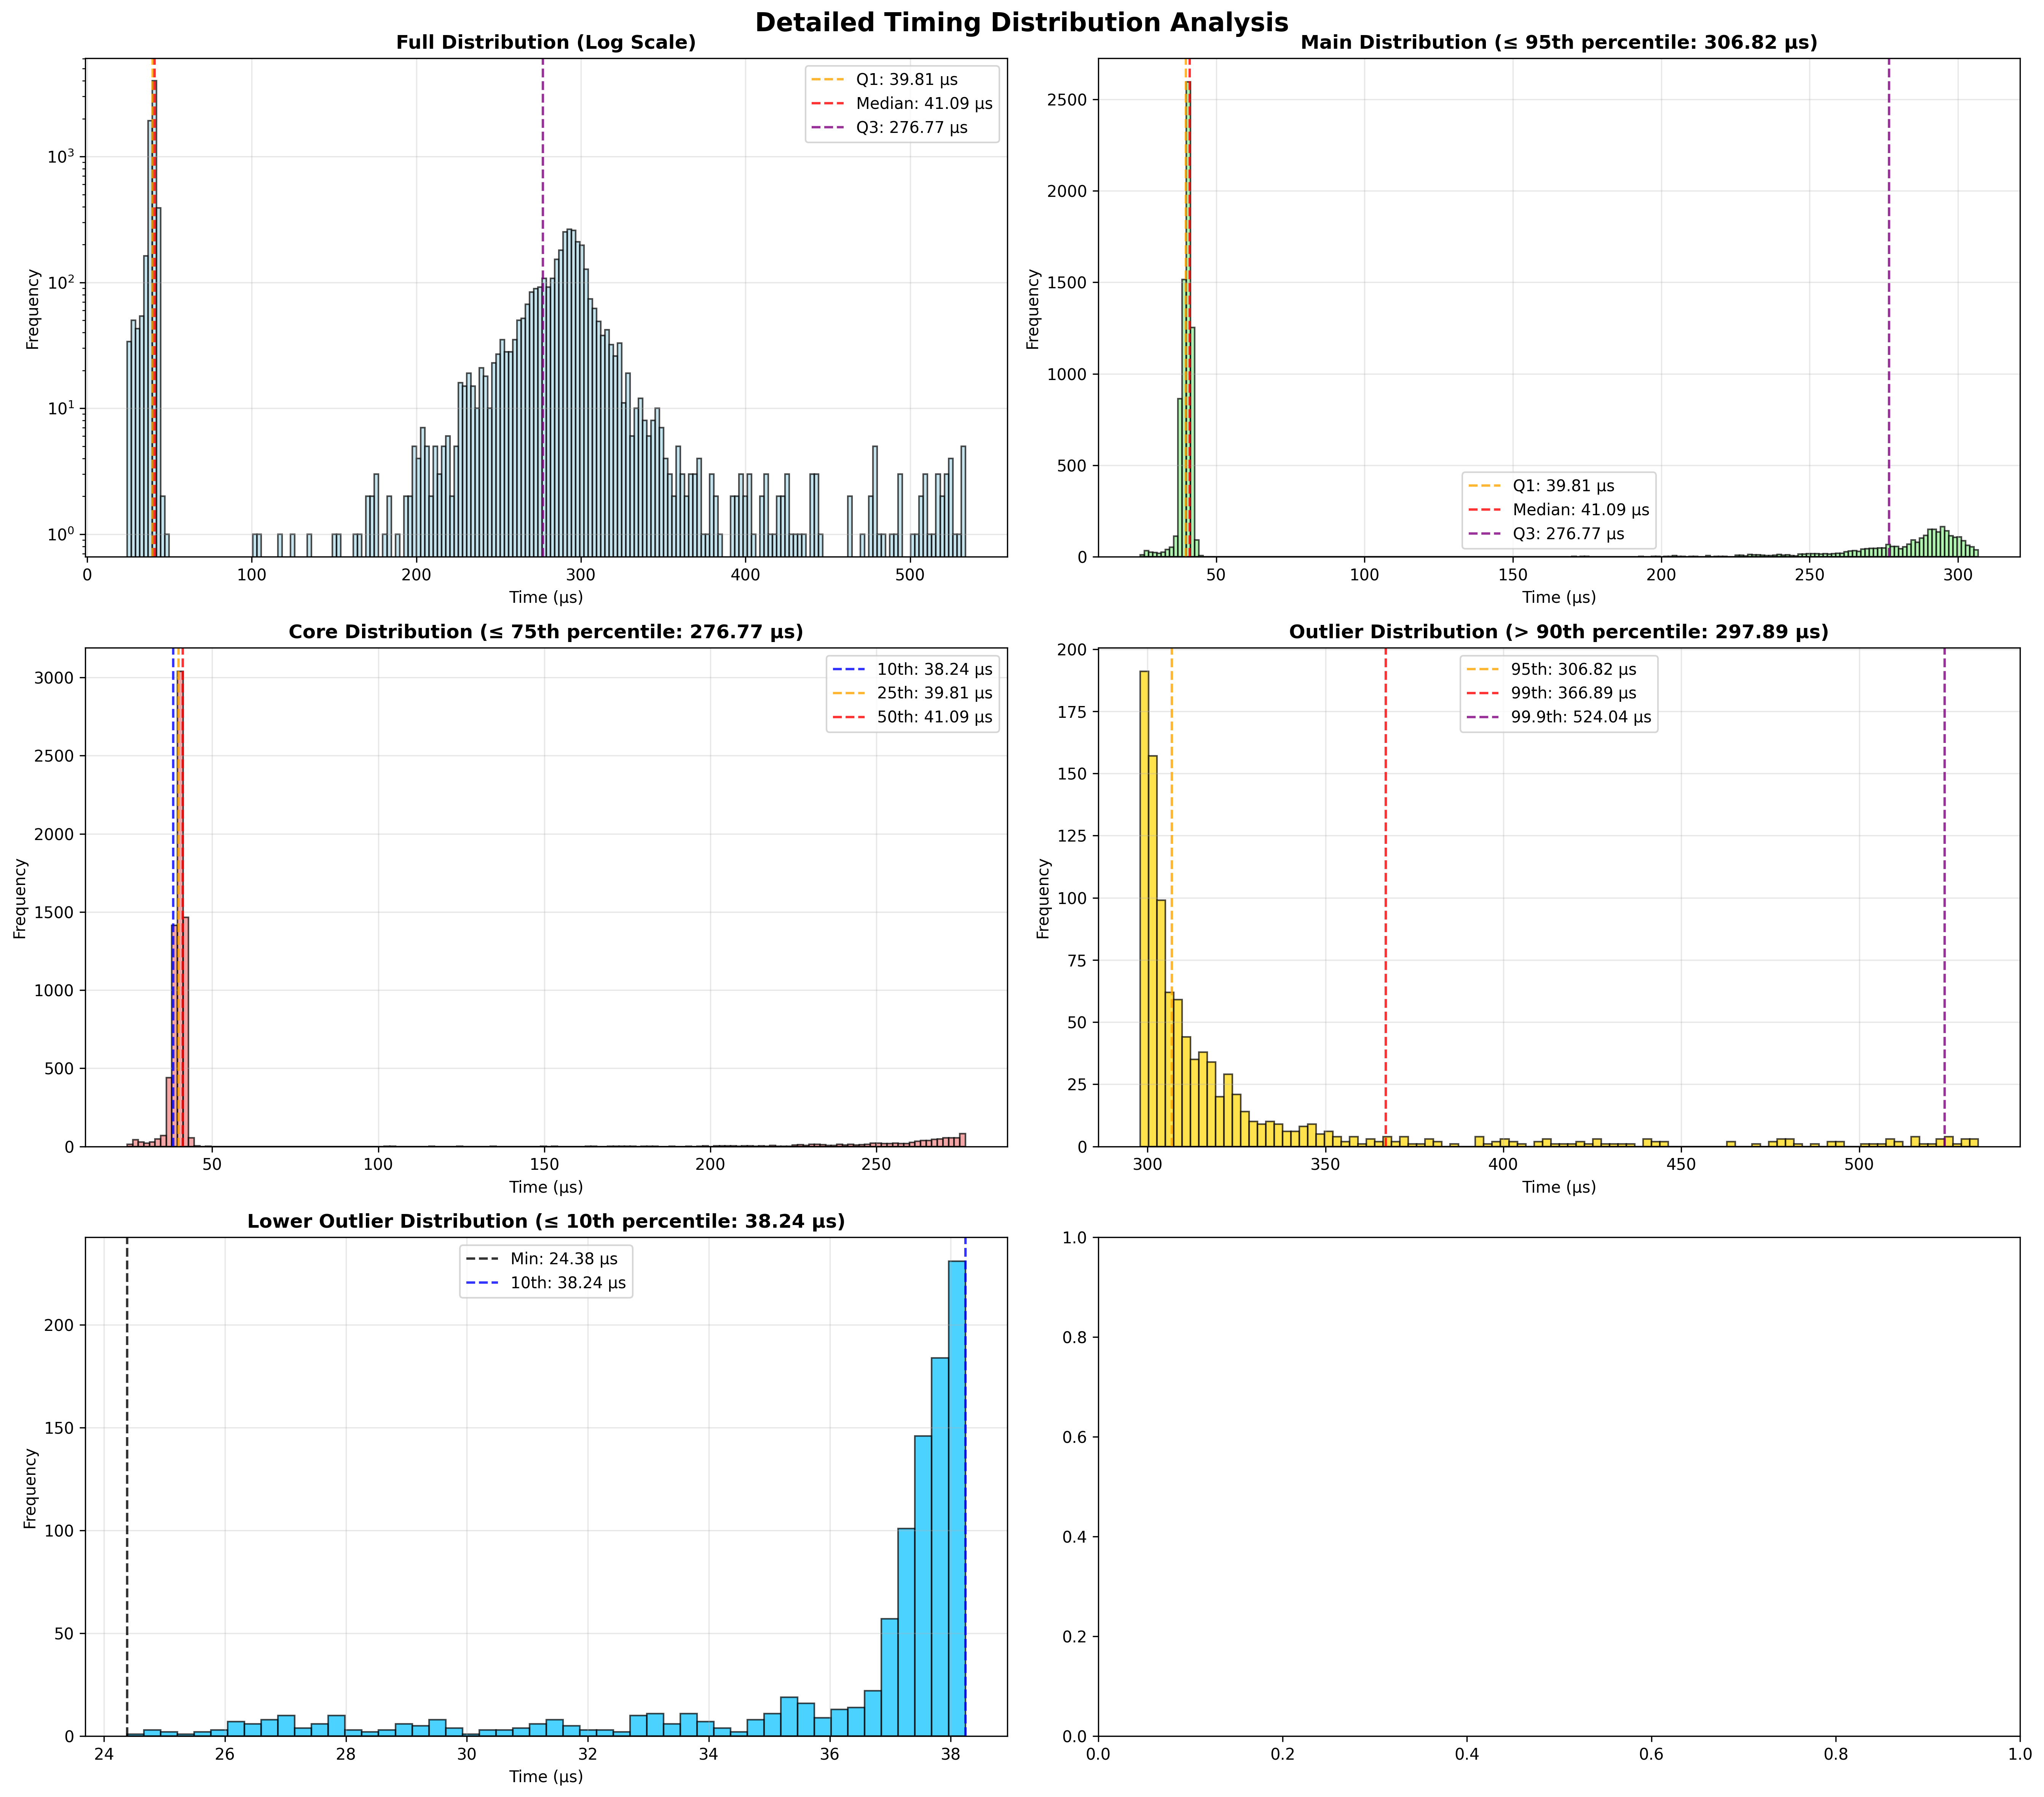 Detailed Timing Distribution Analysis
Full Distribution (Log Scale)
Q1: 39.81 µs
Median: 41.09 µs
Q3: 276.77 µs
10³
10²
10¹
10⁰
Frequency
0 100 200 300 400 500
Time (µs)
Main Distribution (≤ 95th percentile: 306.82 µs)
2500
2000
1500
1000
500
0
Frequency
Q1: 39.81 µs
Median: 41.09 µs
Q3: 276.77 µs
50 100 150 200 250 300
Time (µs)
Core Distribution (≤ 75th percentile: 276.77 µs)
10th: 38.24 µs
25th: 39.81 µs
50th: 41.09 µs
3000
2500
2000
1500
1000
500
0
Frequency
50 100 150 200 250
Time (µs)
Outlier Distribution (> 90th percentile: 297.89 µs)
95th: 306.82 µs
99th: 366.89 µs
99.9th: 524.04 µs
200
175
150
125
100
75
50
25
0
Frequency
300 350 400 450 500
Time (µs)
Lower Outlier Distribution (≤ 10th percentile: 38.24 µs)
Min: 24.38 µs
10th: 38.24 µs
200
150
100
50
0
Frequency
24 26 28 30 32 34 36 38
Time (µs)
1.0
0.8
0.6
0.4
0.2
0.0
0.0 0.2 0.4 0.6 0.8 1.0